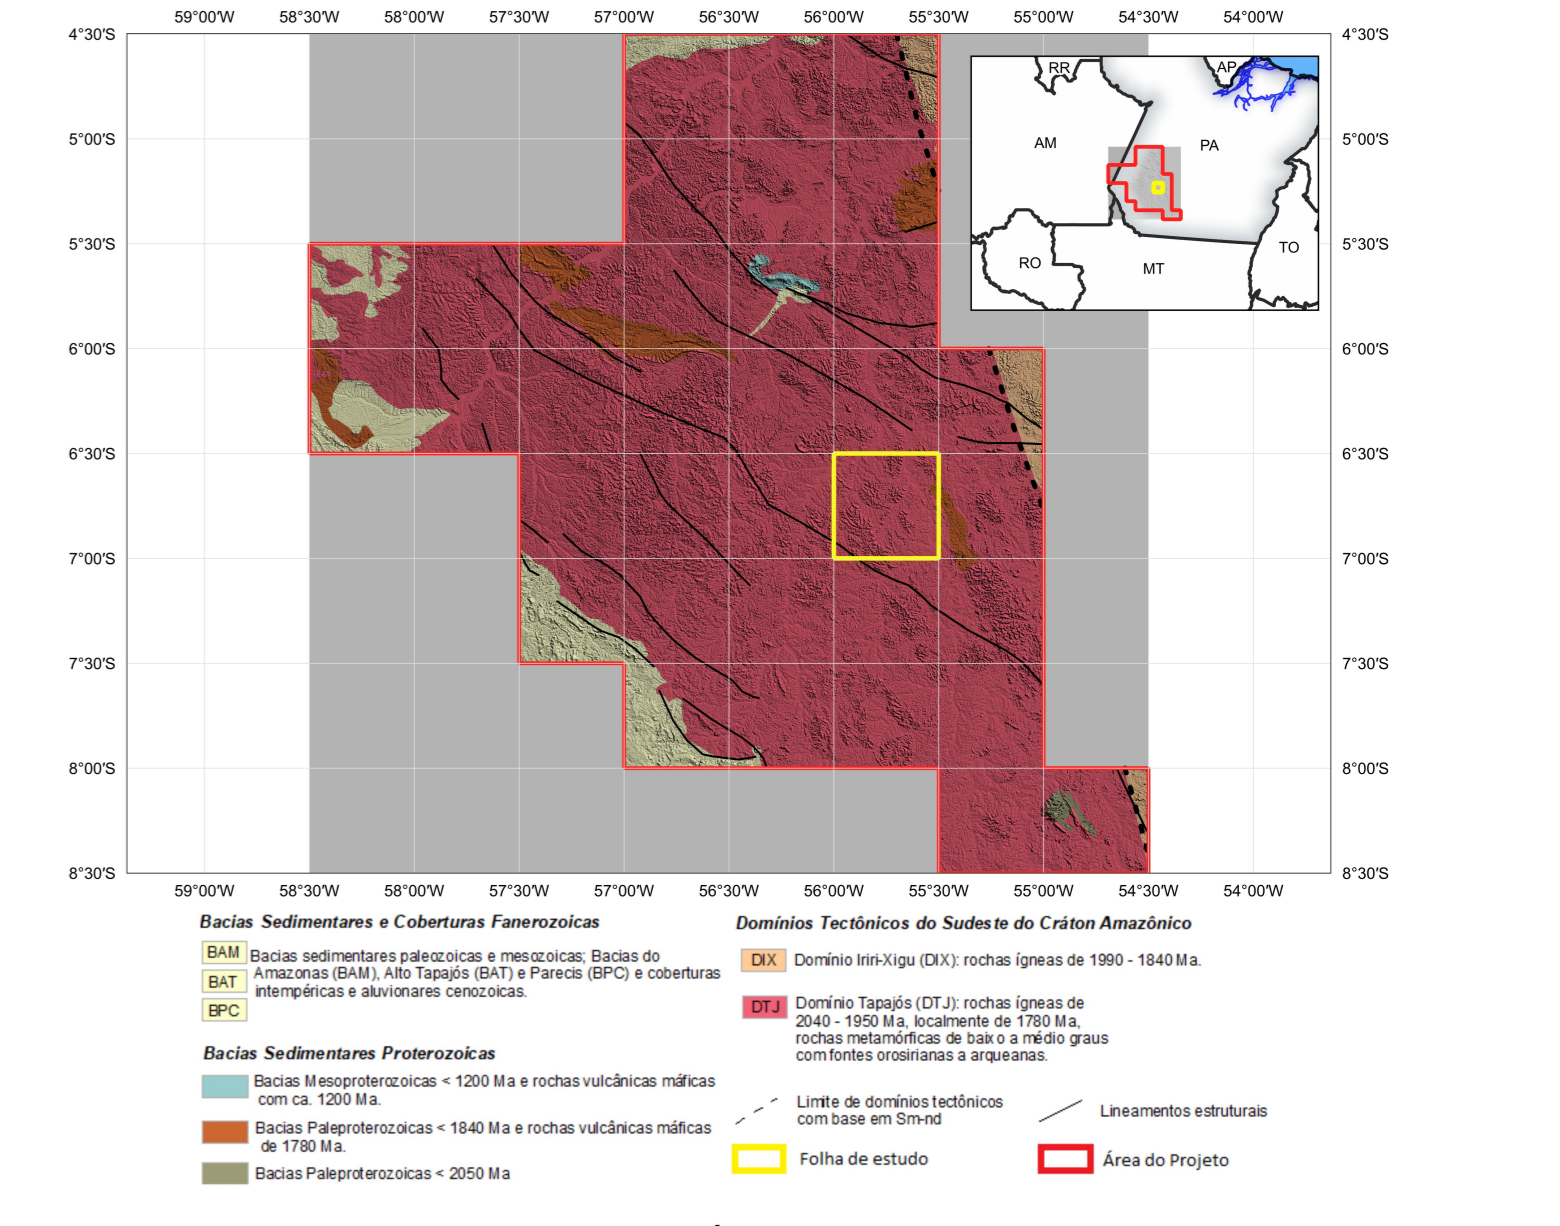 59°00'W 58°30'W 58°00'W 57°30'W 57°00'W 56°30'W 56°00'W 55°30'W 55°00'W 54°30'W 54°00'W
4°30'S 4°30'S
RR AP
5°00'S AM PA 5°00'S
5°30'S 5°30'S
RO MT TO
6°00'S 6°00'S
6°30'S 6°30'S
7°00'S 7°00'S
7°30'S 7°30'S
8°00'S 8°00'S
8°30'S 8°30'S
59°00'W 58°30'W 58°00'W 57°30'W 57°00'W 56°30'W 56°00'W 55°30'W 55°00'W 54°30'W 54°00'W
Bacias Sedimentares e Coberturas Fanerozoicas
BAM
BAT
BPC
Bacias sedimentares paleozoicas e mesozoicas; Bacias do
Amazonas (BAM), Alto Tapajós (BAT) e Parecis (BPC) e coberturas
intempéricas e aluvionares cenozoicas.
Bacias Sedimentares Proterozoicas
Bacias Mesoproterozoicas < 1200 Ma e rochas vulcânicas máficas
com ca. 1200 Ma.
Bacias Paleproterozoicas < 1840 Ma e rochas vulcânicas máficas
de 1780 Ma.
Bacias Paleproterozoicas < 2050 Ma
Domínios Tectônicos do Sudeste do Cráton Amazônico
DIX Domínio Iriri-Xigu (DIX): rochas ígneas de 1990 - 1840 Ma.
DTJ Domínio Tapajós (DTJ): rochas ígneas de
2040 - 1950 Ma, localmente de 1780 Ma,
rochas metamórficas de baixo a médio graus
com fontes orosirianas a arqueanas.
Limite de domínios tectônicos
com base em Sm-nd
Lineamentos estruturais
Folha de estudo
Área do Projeto